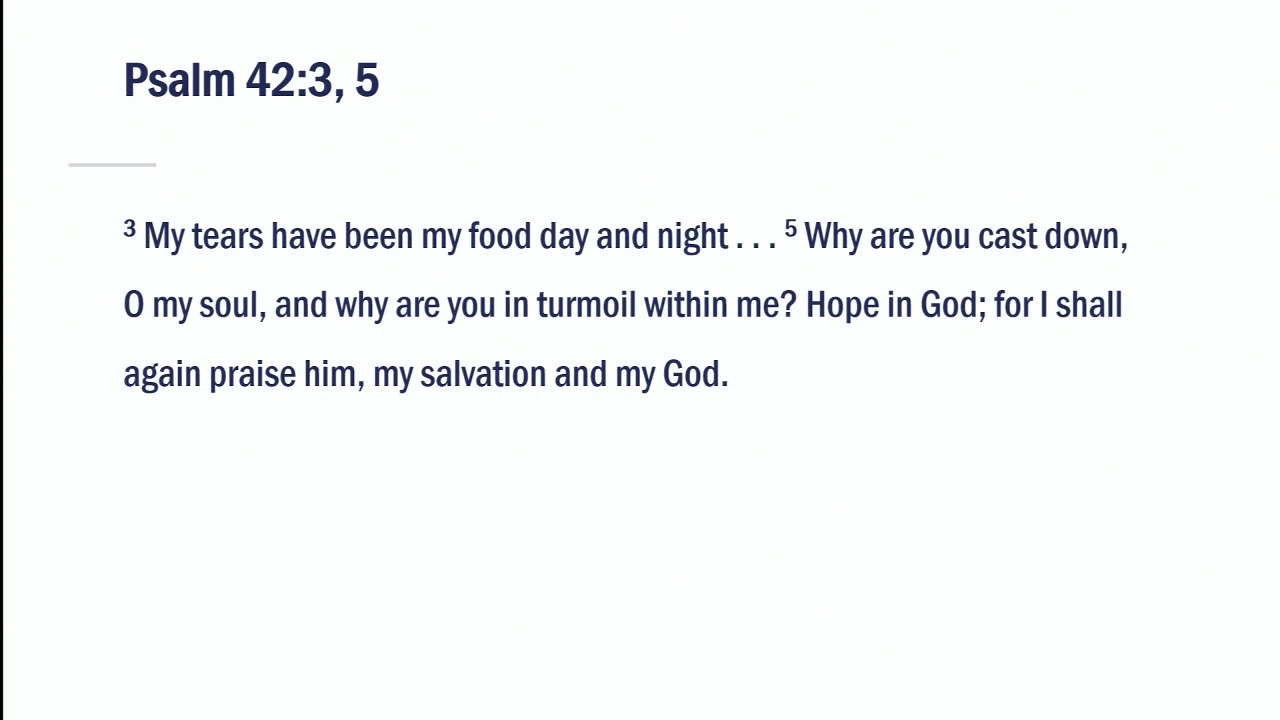 Psalm 42:3, 5
³ My tears have been my food day and night . . . ⁵ Why are you cast down,
O my soul, and why are you in turmoil within me? Hope in God; for I shall
again praise him, my salvation and my God.